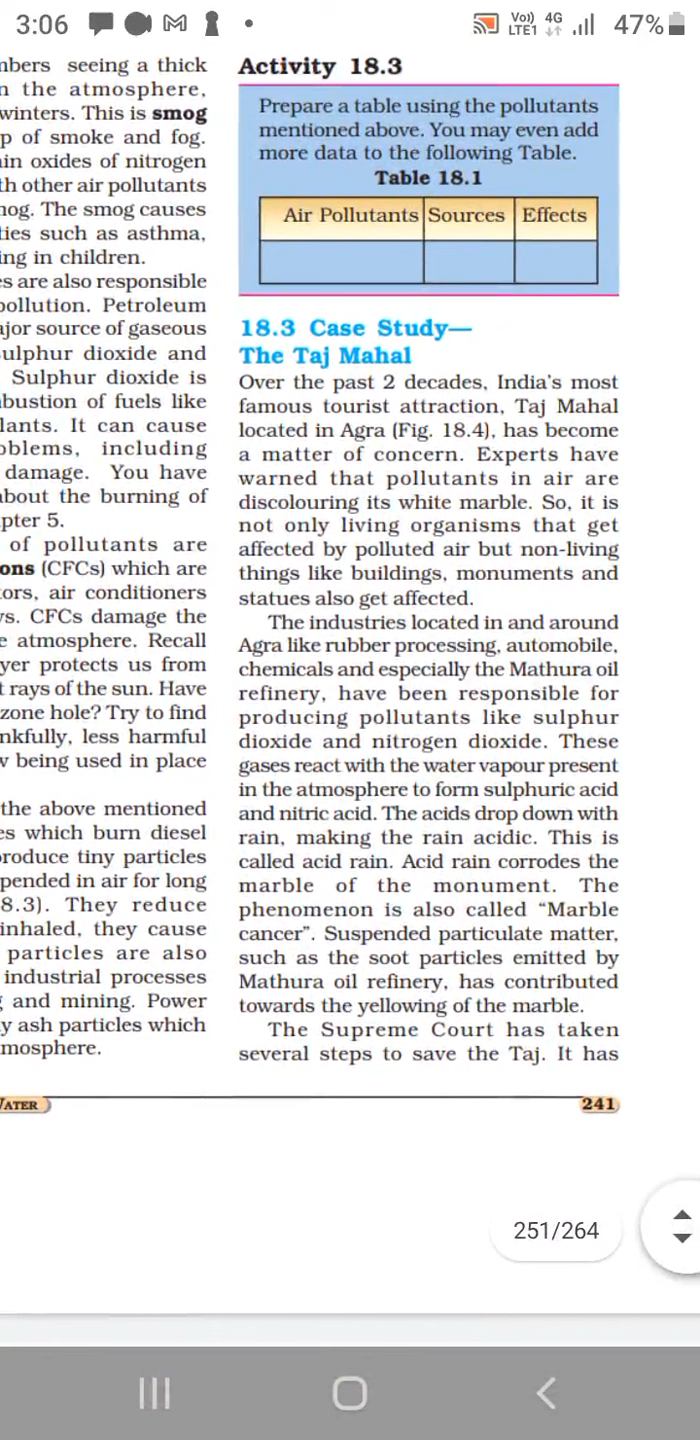 3:06
Vo)) 4G
LTE1
47%
mbers seeing a thick
n the atmosphere,
winters. This is smog
p of smoke and fog.
ain oxides of nitrogen
th other air pollutants
nog. The smog causes
ties such as asthma,
ing in children.
es are also responsible
pollution. Petroleum
ajor source of gaseous
sulphur dioxide and
Sulphur dioxide is
bustion of fuels like
lants. It can cause
oblems, including
damage. You have
about the burning of
pter 5.
of pollutants are
ons (CFCs) which are
tors, air conditioners
ys. CFCs damage the
e atmosphere. Recall
yer protects us from
t rays of the sun. Have
zone hole? Try to find
nkfully, less harmful
w being used in place
the above mentioned
es which burn diesel
produce tiny particles
pended in air for long
8.3). They reduce
inhaled, they cause
particles are also
industrial processes
g and mining. Power
y ash particles which
mosphere.
Activity 18.3
Prepare a table using the pollutants
mentioned above. You may even add
more data to the following Table.
Table 18.1
Air Pollutants Sources Effects
18.3 Case Study—
The Taj Mahal
Over the past 2 decades, India's most
famous tourist attraction, Taj Mahal
located in Agra (Fig. 18.4), has become
a matter of concern. Experts have
warned that pollutants in air are
discolouring its white marble. So, it is
not only living organisms that get
affected by polluted air but non-living
things like buildings, monuments and
statues also get affected.
The industries located in and around
Agra like rubber processing, automobile,
chemicals and especially the Mathura oil
refinery, have been responsible for
producing pollutants like sulphur
dioxide and nitrogen dioxide. These
gases react with the water vapour present
in the atmosphere to form sulphuric acid
and nitric acid. The acids drop down with
rain, making the rain acidic. This is
called acid rain. Acid rain corrodes the
marble of the monument. The
phenomenon is also called “Marble
cancer”. Suspended particulate matter,
such as the soot particles emitted by
Mathura oil refinery, has contributed
towards the yellowing of the marble.
The Supreme Court has taken
several steps to save the Taj. It has
WATER
241
251/264